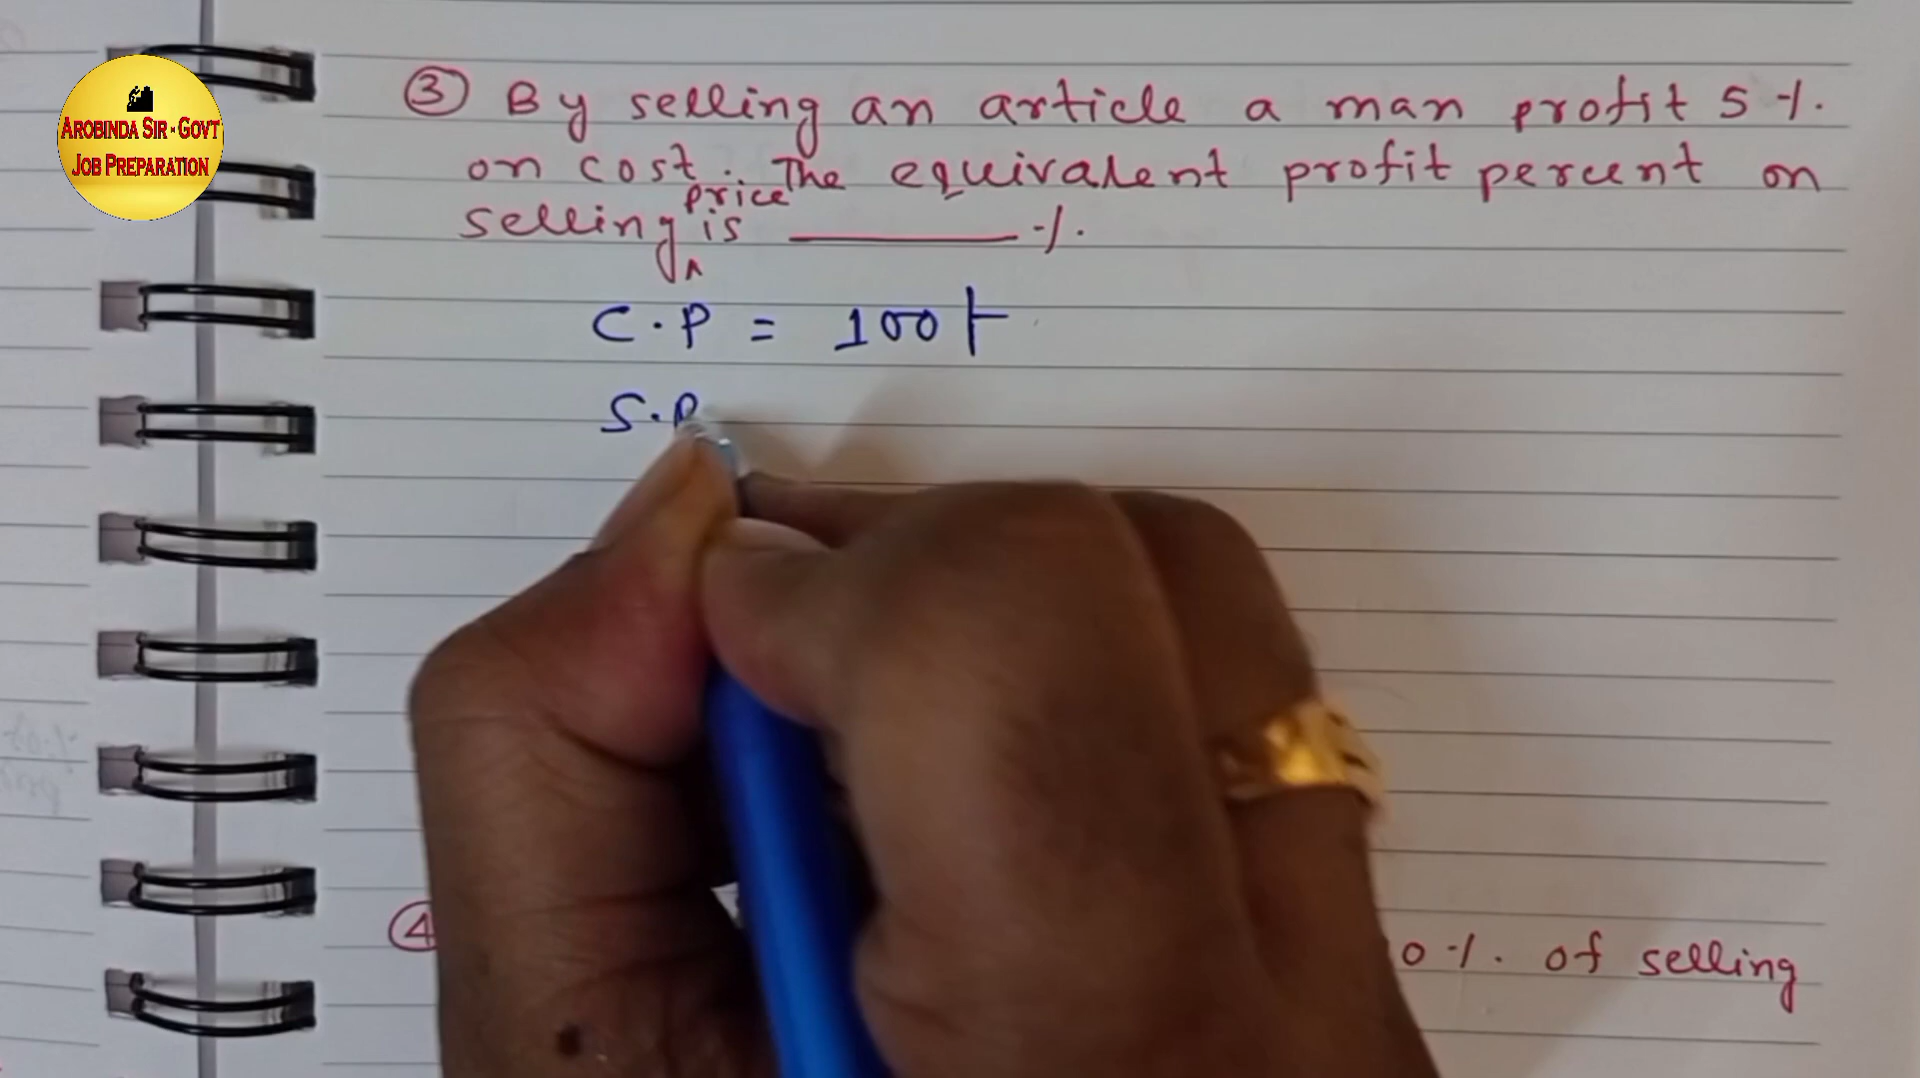 AROBINDA SIR - GOVT
JOB PREPARATION
③ By selling an article a man profit 5 %.
on cost. The equivalent profit percent on
price
selling is ______ %.
C.P = 100
S.P
④
0 %. of selling